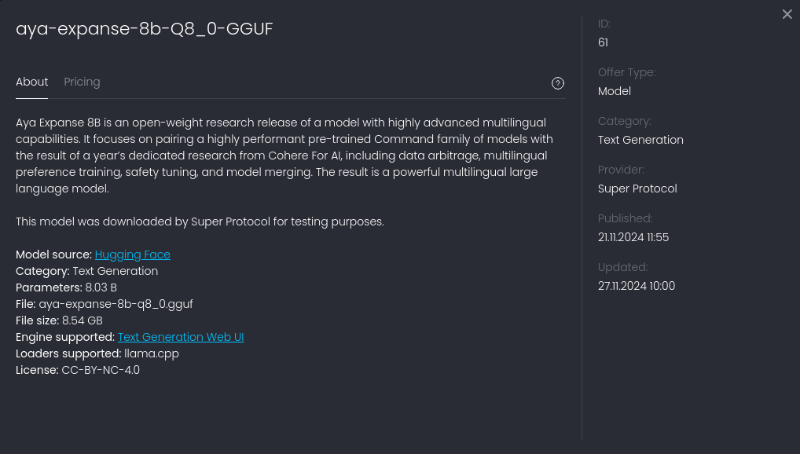 aya-expanse-8b-Q8_0-GGUF
About
Pricing
Aya Expanse 8B is an open-weight research release of a model with highly advanced multilingual
capabilities. It focuses on pairing a highly performant pre-trained Command family of models with
the result of a year's dedicated research from Cohere For AI, including data arbitrage, multilingual
preference training, safety tuning, and model merging. The result is a powerful multilingual large
language model.
This model was downloaded by Super Protocol for testing purposes.
Model source: Hugging Face
Category: Text Generation
Parameters: 8.03 B
File: aya-expanse-8b-q8_0.gguf
File size: 8.54 GB
Engine supported: Text Generation Web UI
Loaders supported: llama.cpp
License: CC-BY-NC-4.0
ID:
61
Offer Type:
Model
Category:
Text Generation
Provider:
Super Protocol
Published:
21.11.2024 11:55
Updated:
27.11.2024 10:00